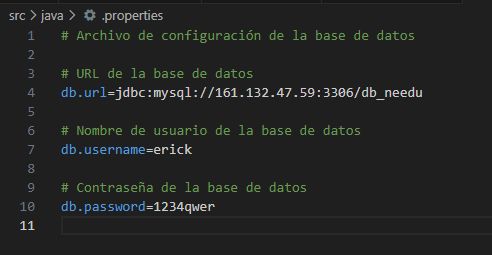 src > java > .properties
1 # Archivo de configuración de la base de datos
2
3 # URL de la base de datos
4 db.url=jdbc:mysql://161.132.47.59:3306/db_needu
5
6 # Nombre de usuario de la base de datos
7 db.username=erick
8
9 # Contraseña de la base de datos
10 db.password=1234qwer
11